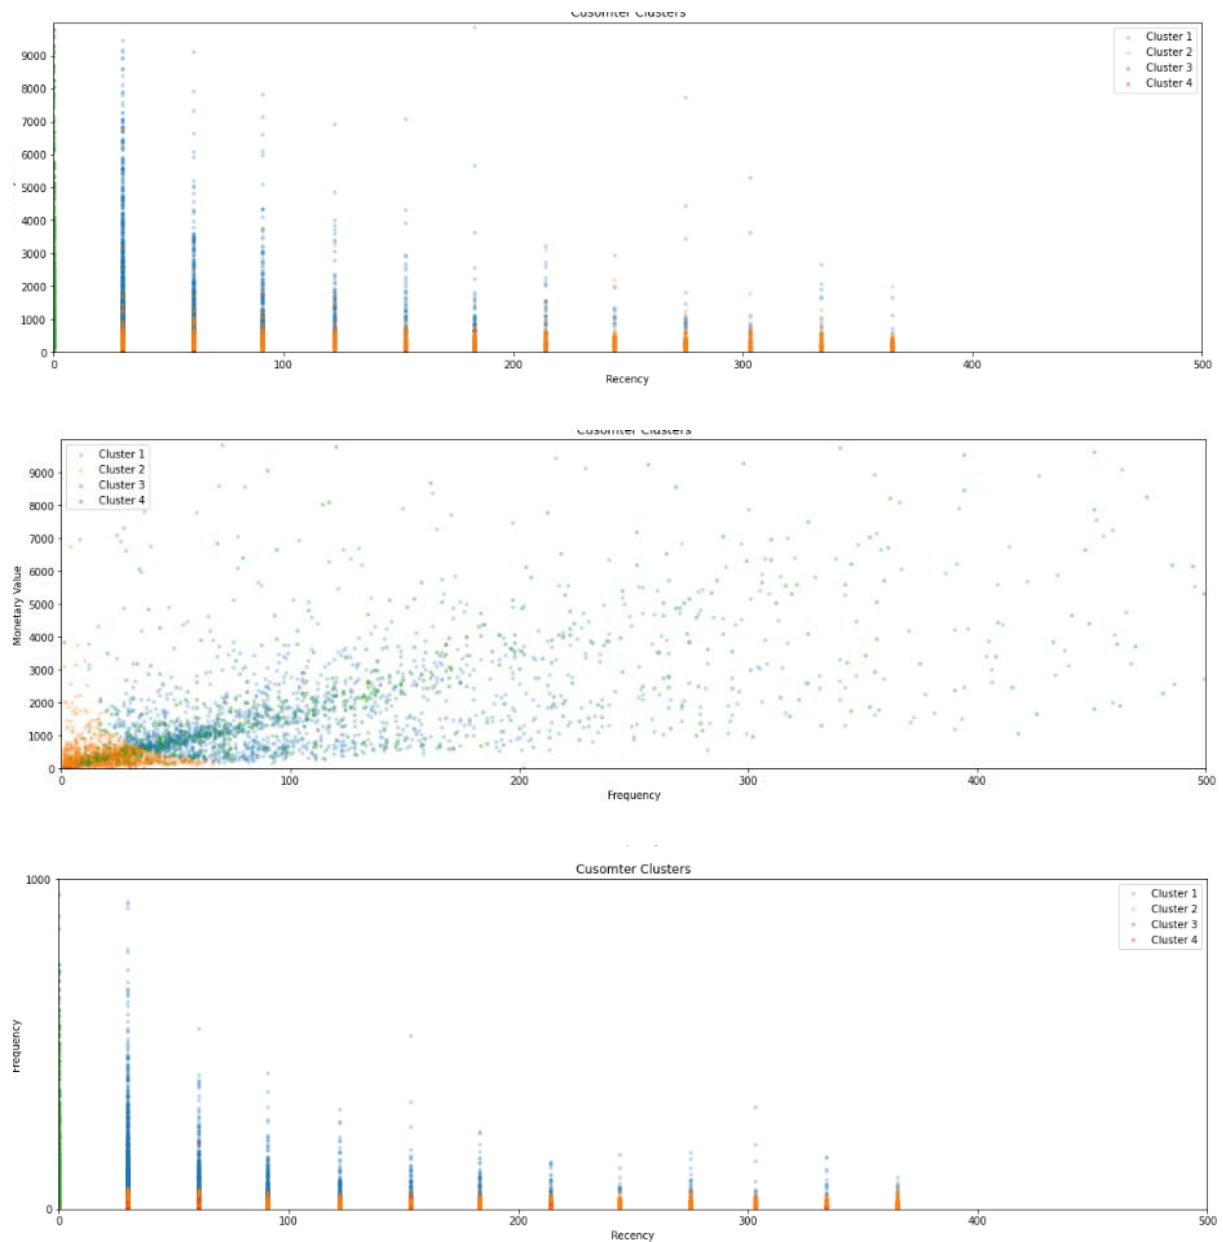 Cusomter Clusters
9000
8000
7000
6000
5000
4000
3000
2000
1000
0
Cluster 1
Cluster 2
Cluster 3
Cluster 4
0 100 200 300 400 500
Recency
Cusomter Clusters
Monetary Value
9000
8000
7000
6000
5000
4000
3000
2000
1000
0
Cluster 1
Cluster 2
Cluster 3
Cluster 4
0 100 200 300 400 500
Frequency
Cusomter Clusters
Frequency
1000
0
Cluster 1
Cluster 2
Cluster 3
Cluster 4
0 100 200 300 400 500
Recency